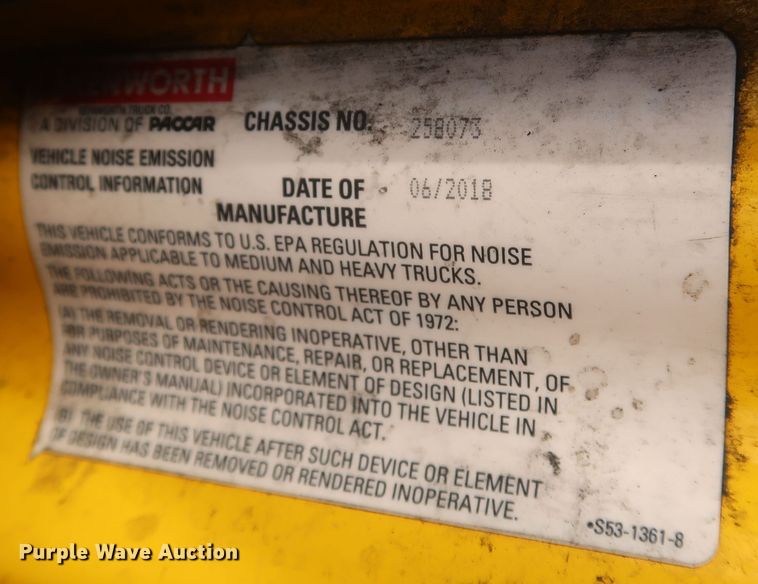 KENWORTH
KENWORTH TRUCK CO.
A DIVISION OF PACCAR
CHASSIS NO. 258073
VEHICLE NOISE EMISSION
CONTROL INFORMATION
DATE OF MANUFACTURE 06/2018
THIS VEHICLE CONFORMS TO U.S. EPA REGULATION FOR NOISE
EMISSION APPLICABLE TO MEDIUM AND HEAVY TRUCKS.
THE FOLLOWING ACTS OR THE CAUSING THEREOF BY ANY PERSON
ARE PROHIBITED BY THE NOISE CONTROL ACT OF 1972:
(A) THE REMOVAL OR RENDERING INOPERATIVE, OTHER THAN
FOR PURPOSES OF MAINTENANCE, REPAIR, OR REPLACEMENT, OF
ANY NOISE CONTROL DEVICE OR ELEMENT OF DESIGN (LISTED IN
THE OWNER'S MANUAL) INCORPORATED INTO THE VEHICLE IN
COMPLIANCE WITH THE NOISE CONTROL ACT.
(B) THE USE OF THIS VEHICLE AFTER SUCH DEVICE OR ELEMENT
OF DESIGN HAS BEEN REMOVED OR RENDERED INOPERATIVE.
•S53-1361-8
Purple Wave Auction